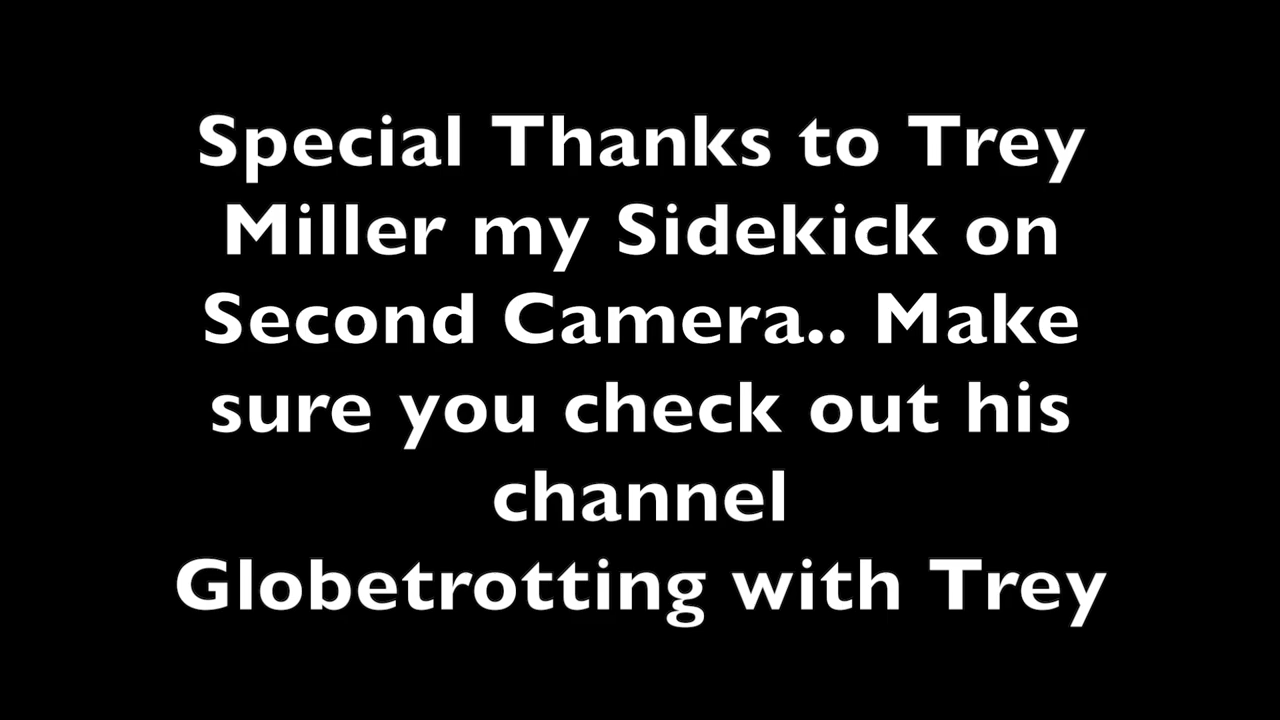 Special Thanks to Trey
Miller my Sidekick on
Second Camera.. Make
sure you check out his
channel
Globetrotting with Trey